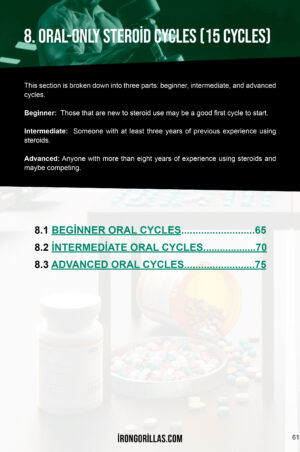 8. ORAL-ONLY STEROİD CYCLES (15 CYCLES)
This section is broken down into three parts: beginner, intermediate, and advanced
cycles.
Beginner: Those that are new to steroid use may be a good first cycle to start.
Intermediate: Someone with at least three years of previous experience using
steroids.
Advanced: Anyone with more than eight years of experience using steroids and
maybe competing.
8.1 BEGİNNER ORAL CYCLES..........................65
8.2 İNTERMEDİATE ORAL CYCLES...................70
8.3 ADVANCED ORAL CYCLES.........................75
İRONGORILLAS.COM
61